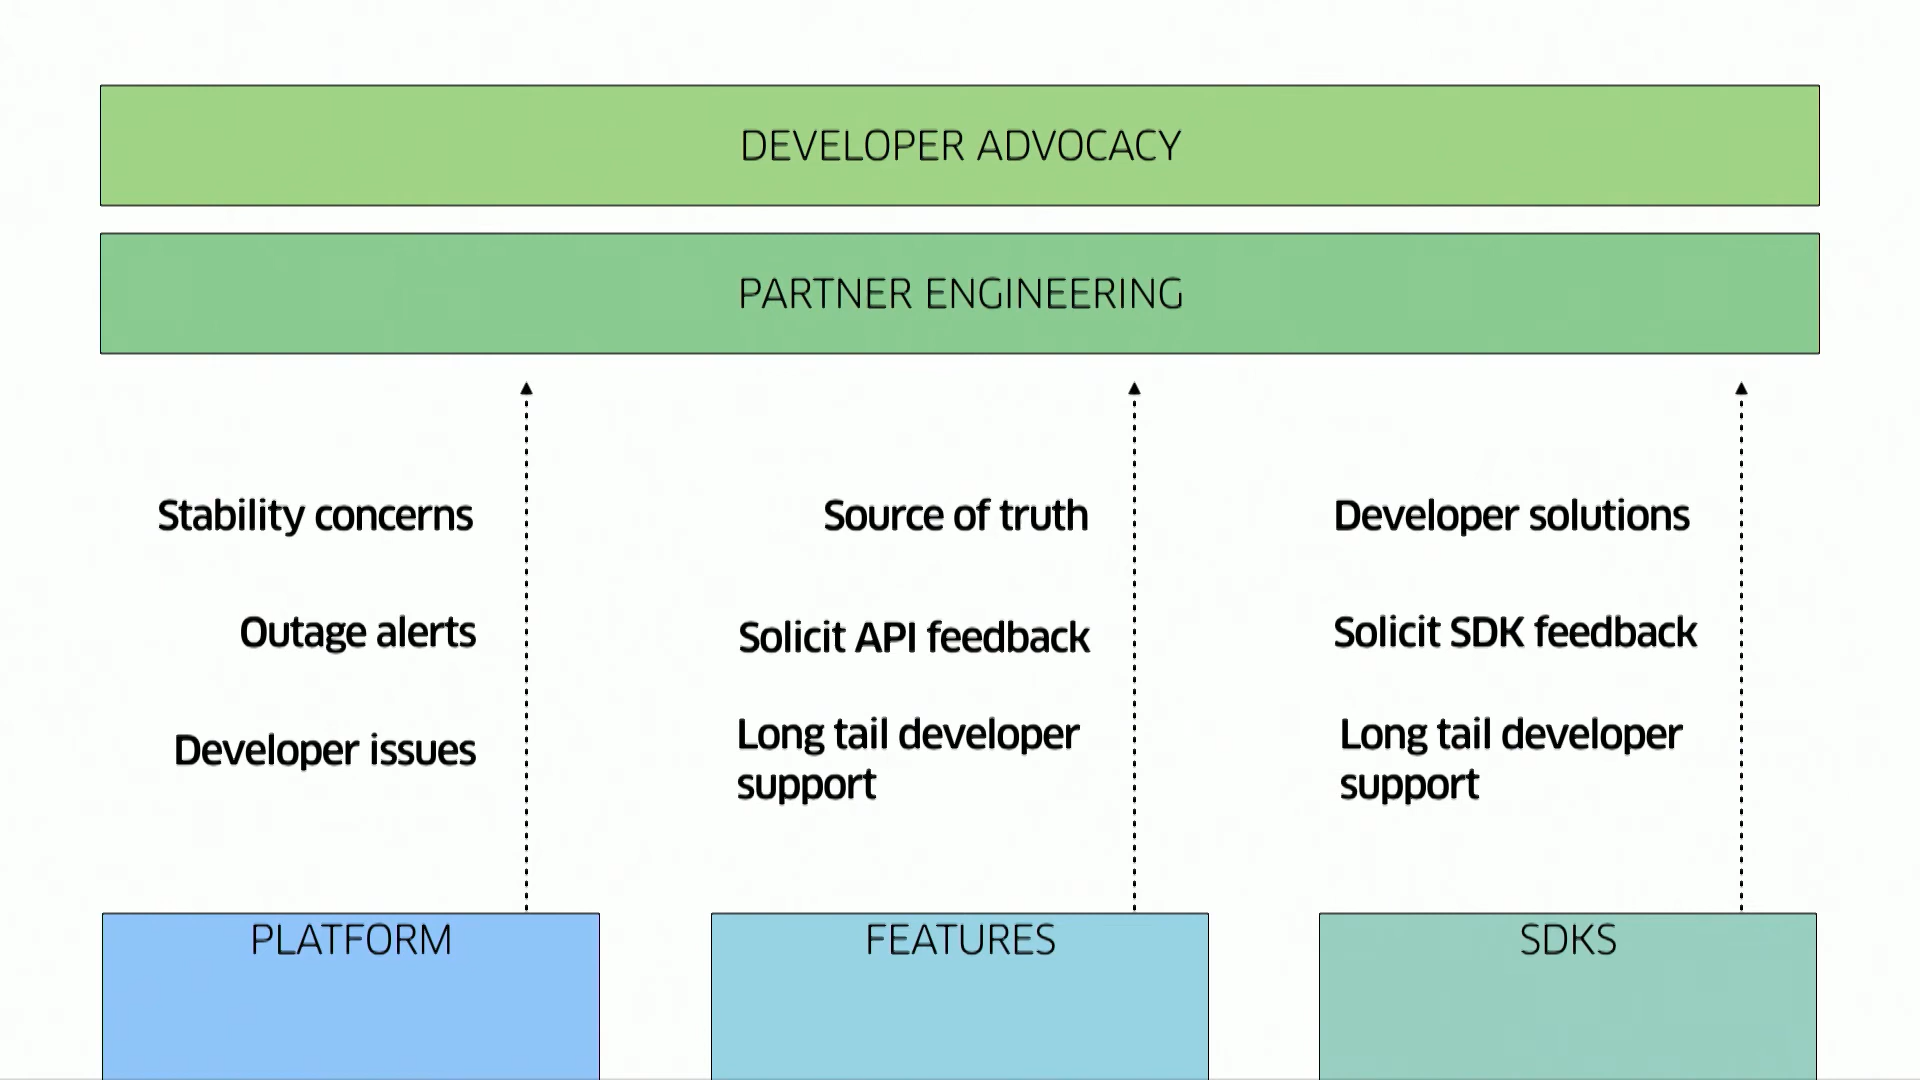 DEVELOPER ADVOCACY
PARTNER ENGINEERING
Stability concerns
Outage alerts
Developer issues
Source of truth
Solicit API feedback
Long tail developer
support
Developer solutions
Solicit SDK feedback
Long tail developer
support
PLATFORM
FEATURES
SDKS